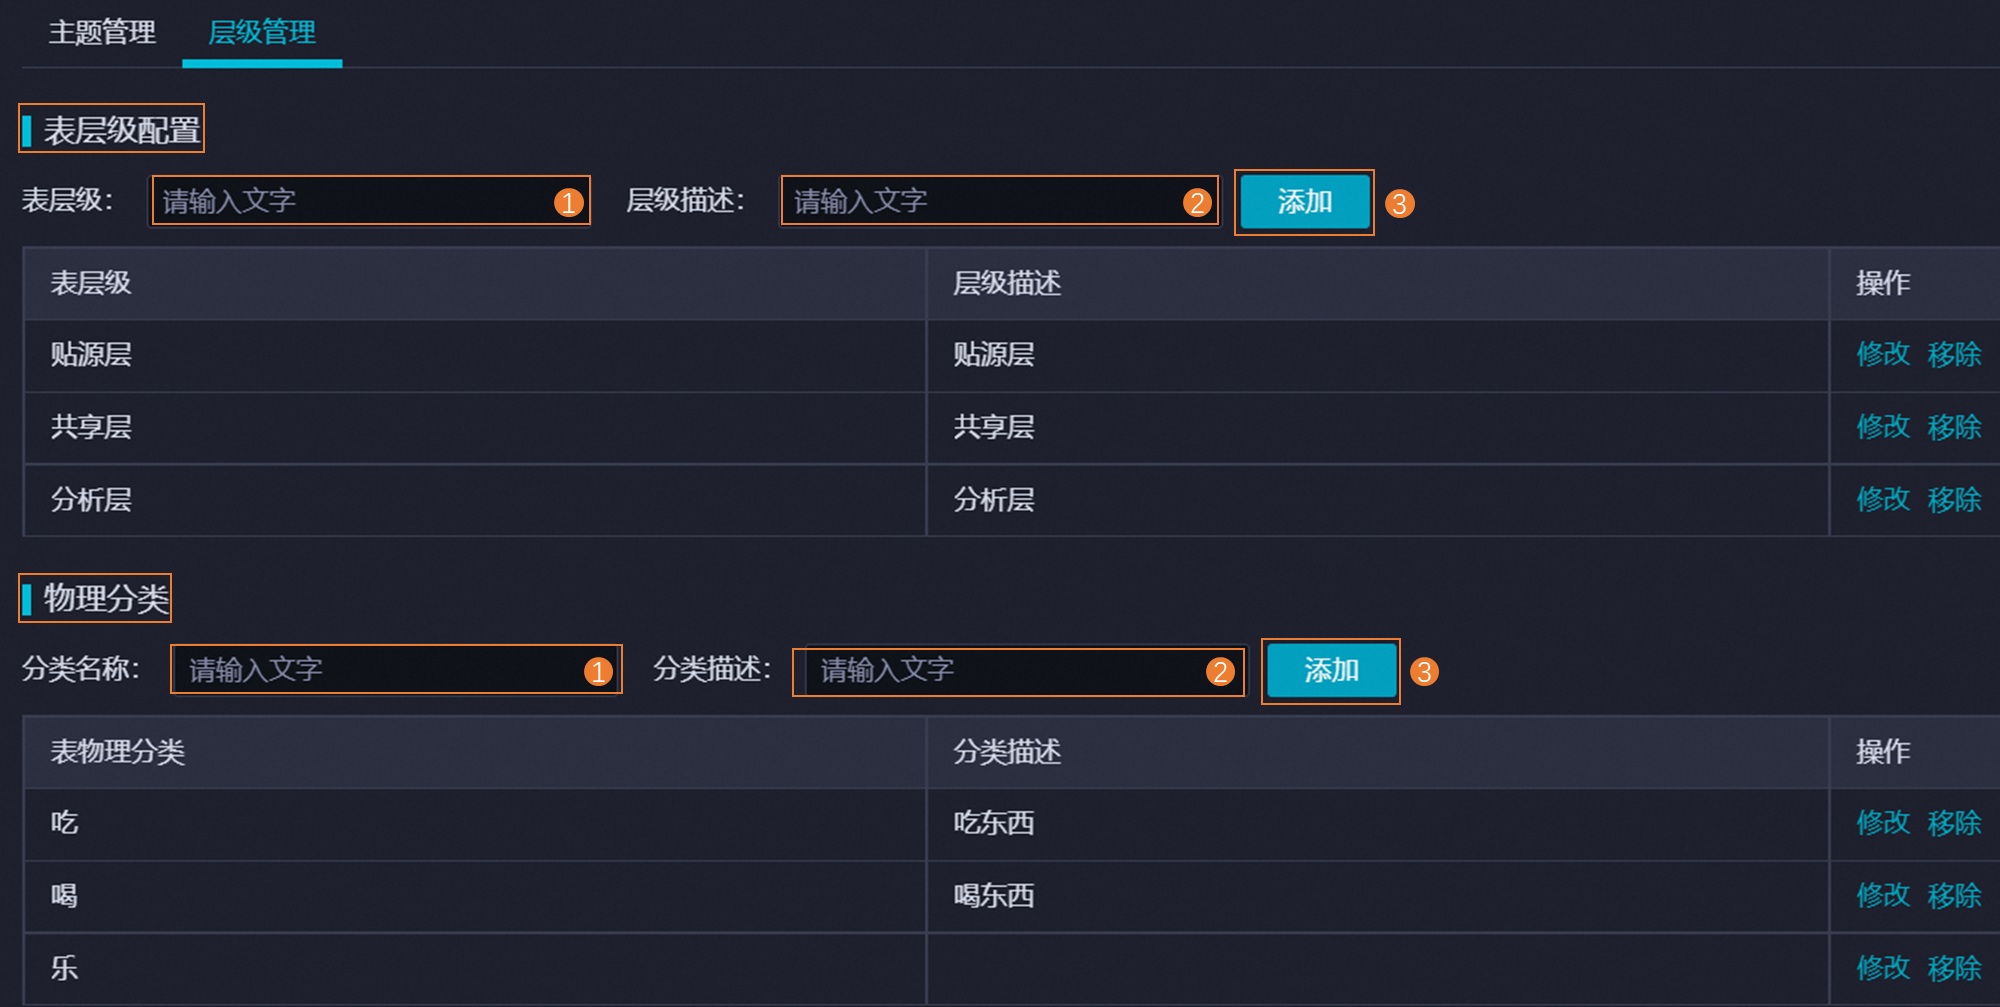 主题管理 层级管理
表层级配置
表层级： 请输入文字 1 层级描述： 请输入文字 2 添加 3
表层级 层级描述 操作
贴源层 贴源层 修改 移除
共享层 共享层 修改 移除
分析层 分析层 修改 移除
物理分类
分类名称： 请输入文字 1 分类描述： 请输入文字 2 添加 3
表物理分类 分类描述 操作
吃 吃东西 修改 移除
喝 喝东西 修改 移除
乐 修改 移除